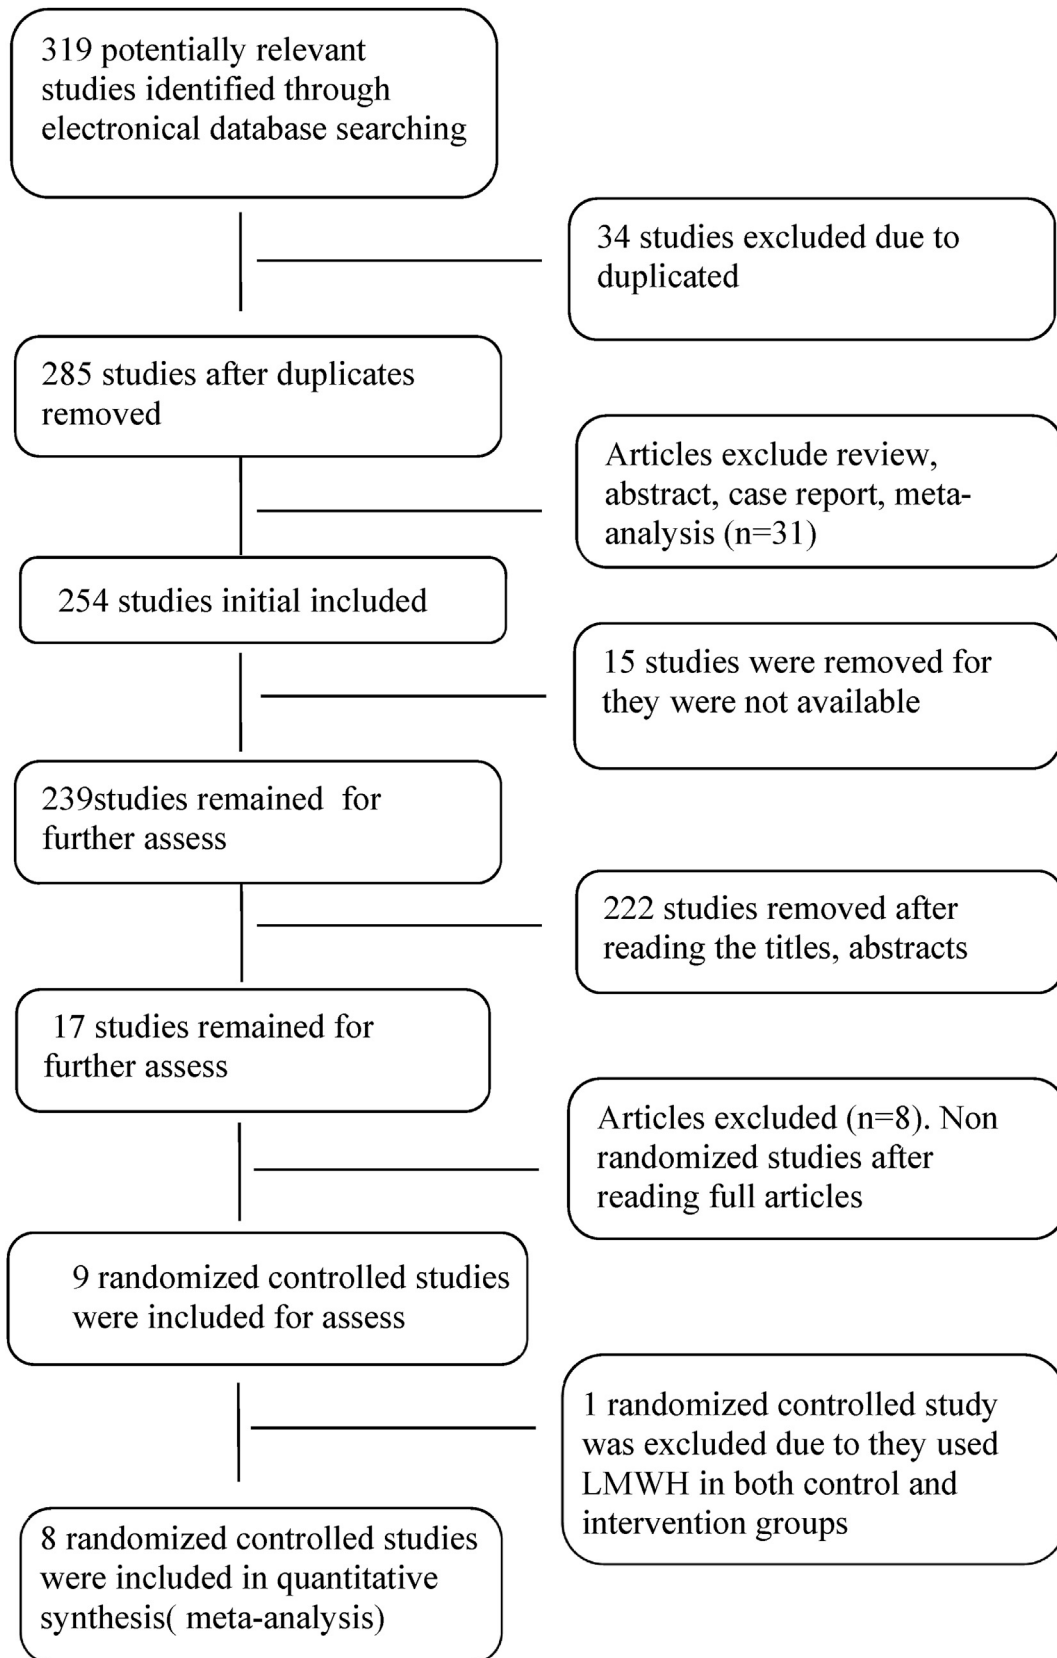 319 potentially relevant
studies identified through
electronical database searching
34 studies excluded due to
duplicated
285 studies after duplicates
removed
Articles exclude review,
abstract, case report, meta-
analysis (n=31)
254 studies initial included
15 studies were removed for
they were not available
239studies remained  for
further assess
222 studies removed after
reading the titles, abstracts
17 studies remained for
further assess
Articles excluded (n=8). Non
randomized studies after
reading full articles
9 randomized controlled studies
were included for assess
1 randomized controlled study
was excluded due to they used
LMWH in both control and
intervention groups
8 randomized controlled studies
were included in quantitative
synthesis( meta-analysis)